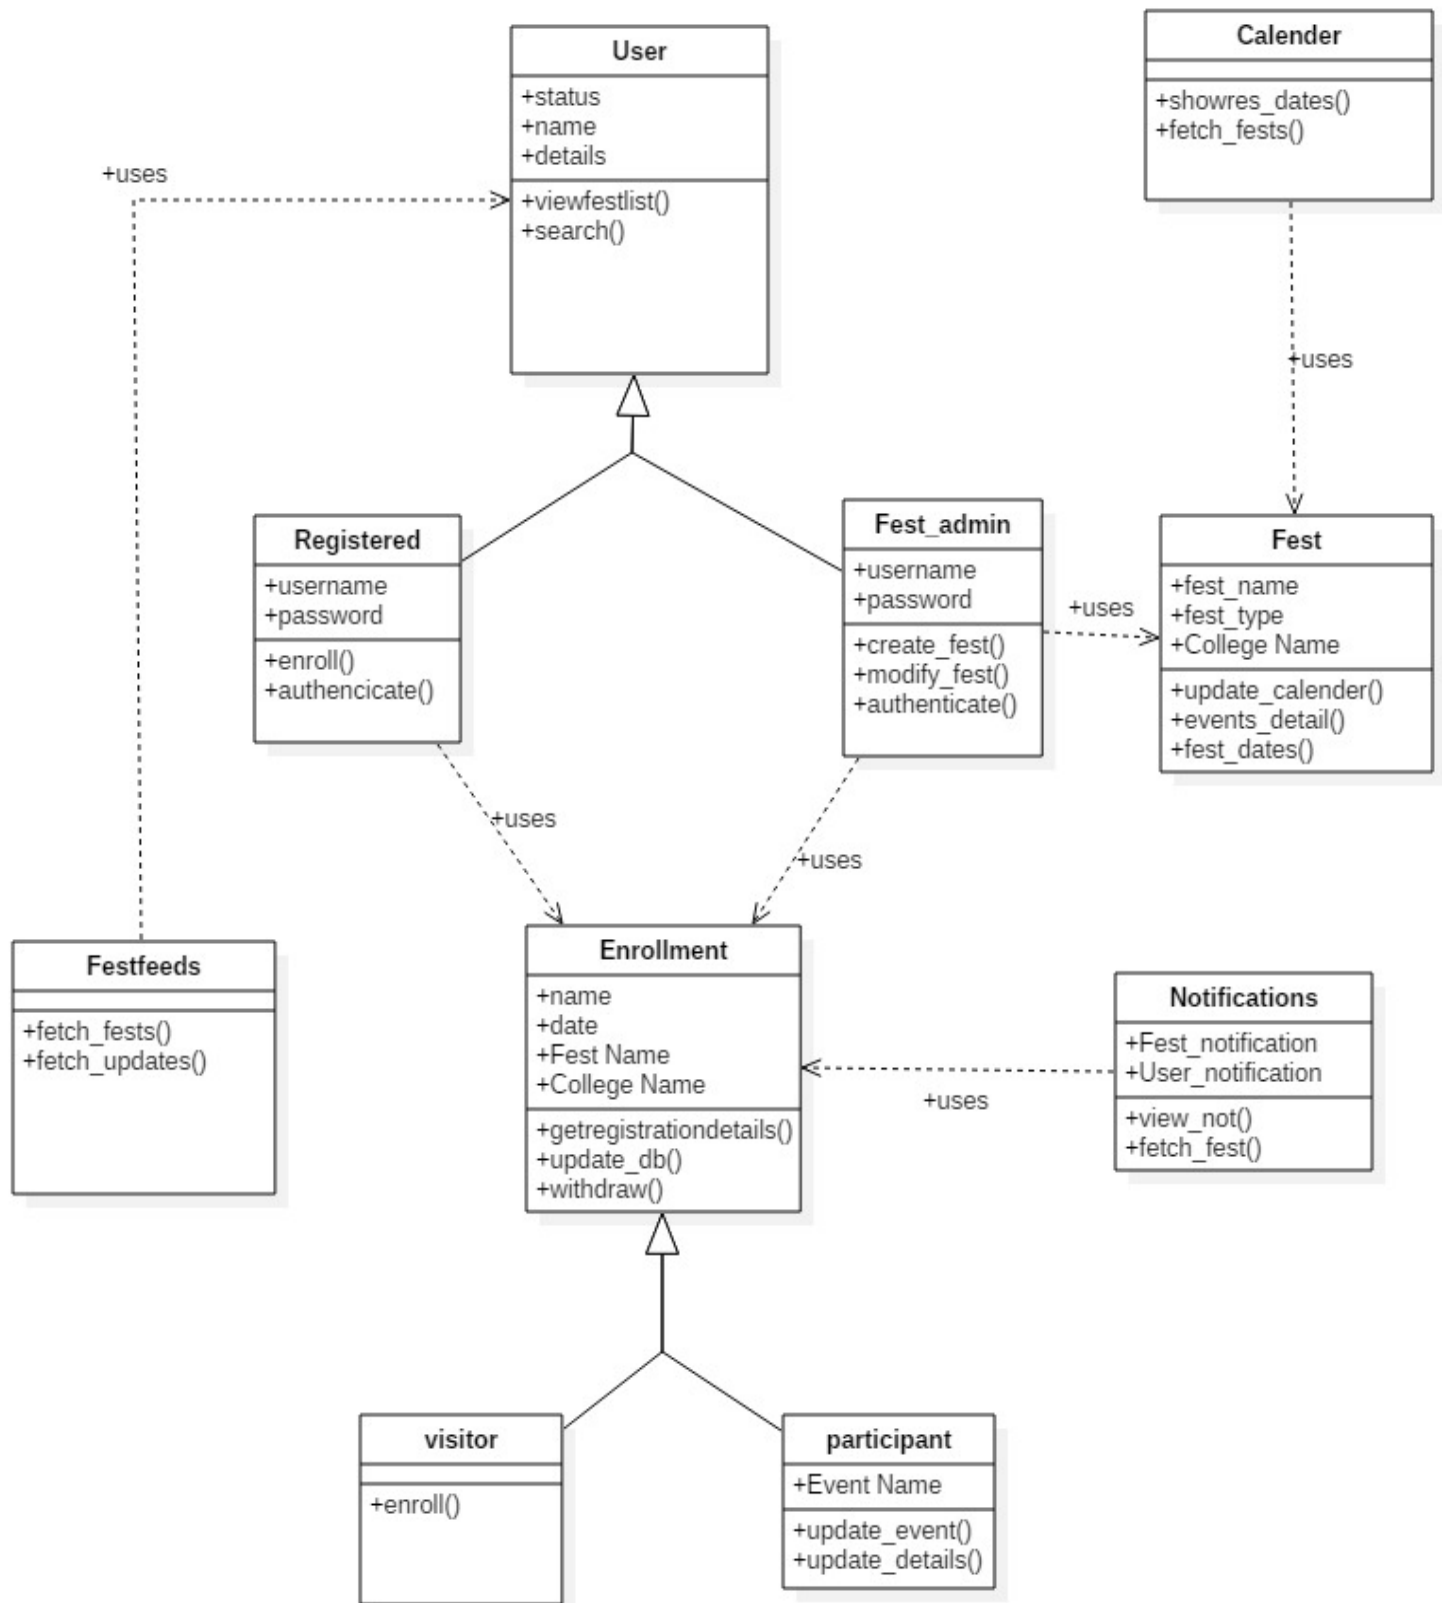 User
+status
+name
+details
+viewfestlist()
+search()
Calender
+showres_dates()
+fetch_fests()
+uses
+uses
Registered
+username
+password
+enroll()
+authencicate()
Fest_admin
+username
+password
+create_fest()
+modify_fest()
+authenticate()
+uses
Fest
+fest_name
+fest_type
+College Name
+update_calender()
+events_detail()
+fest_dates()
+uses
+uses
Festfeeds
+fetch_fests()
+fetch_updates()
Enrollment
+name
+date
+Fest Name
+College Name
+getregistrationdetails()
+update_db()
+withdraw()
+uses
Notifications
+Fest_notification
+User_notification
+view_not()
+fetch_fest()
visitor
+enroll()
participant
+Event Name
+update_event()
+update_details()